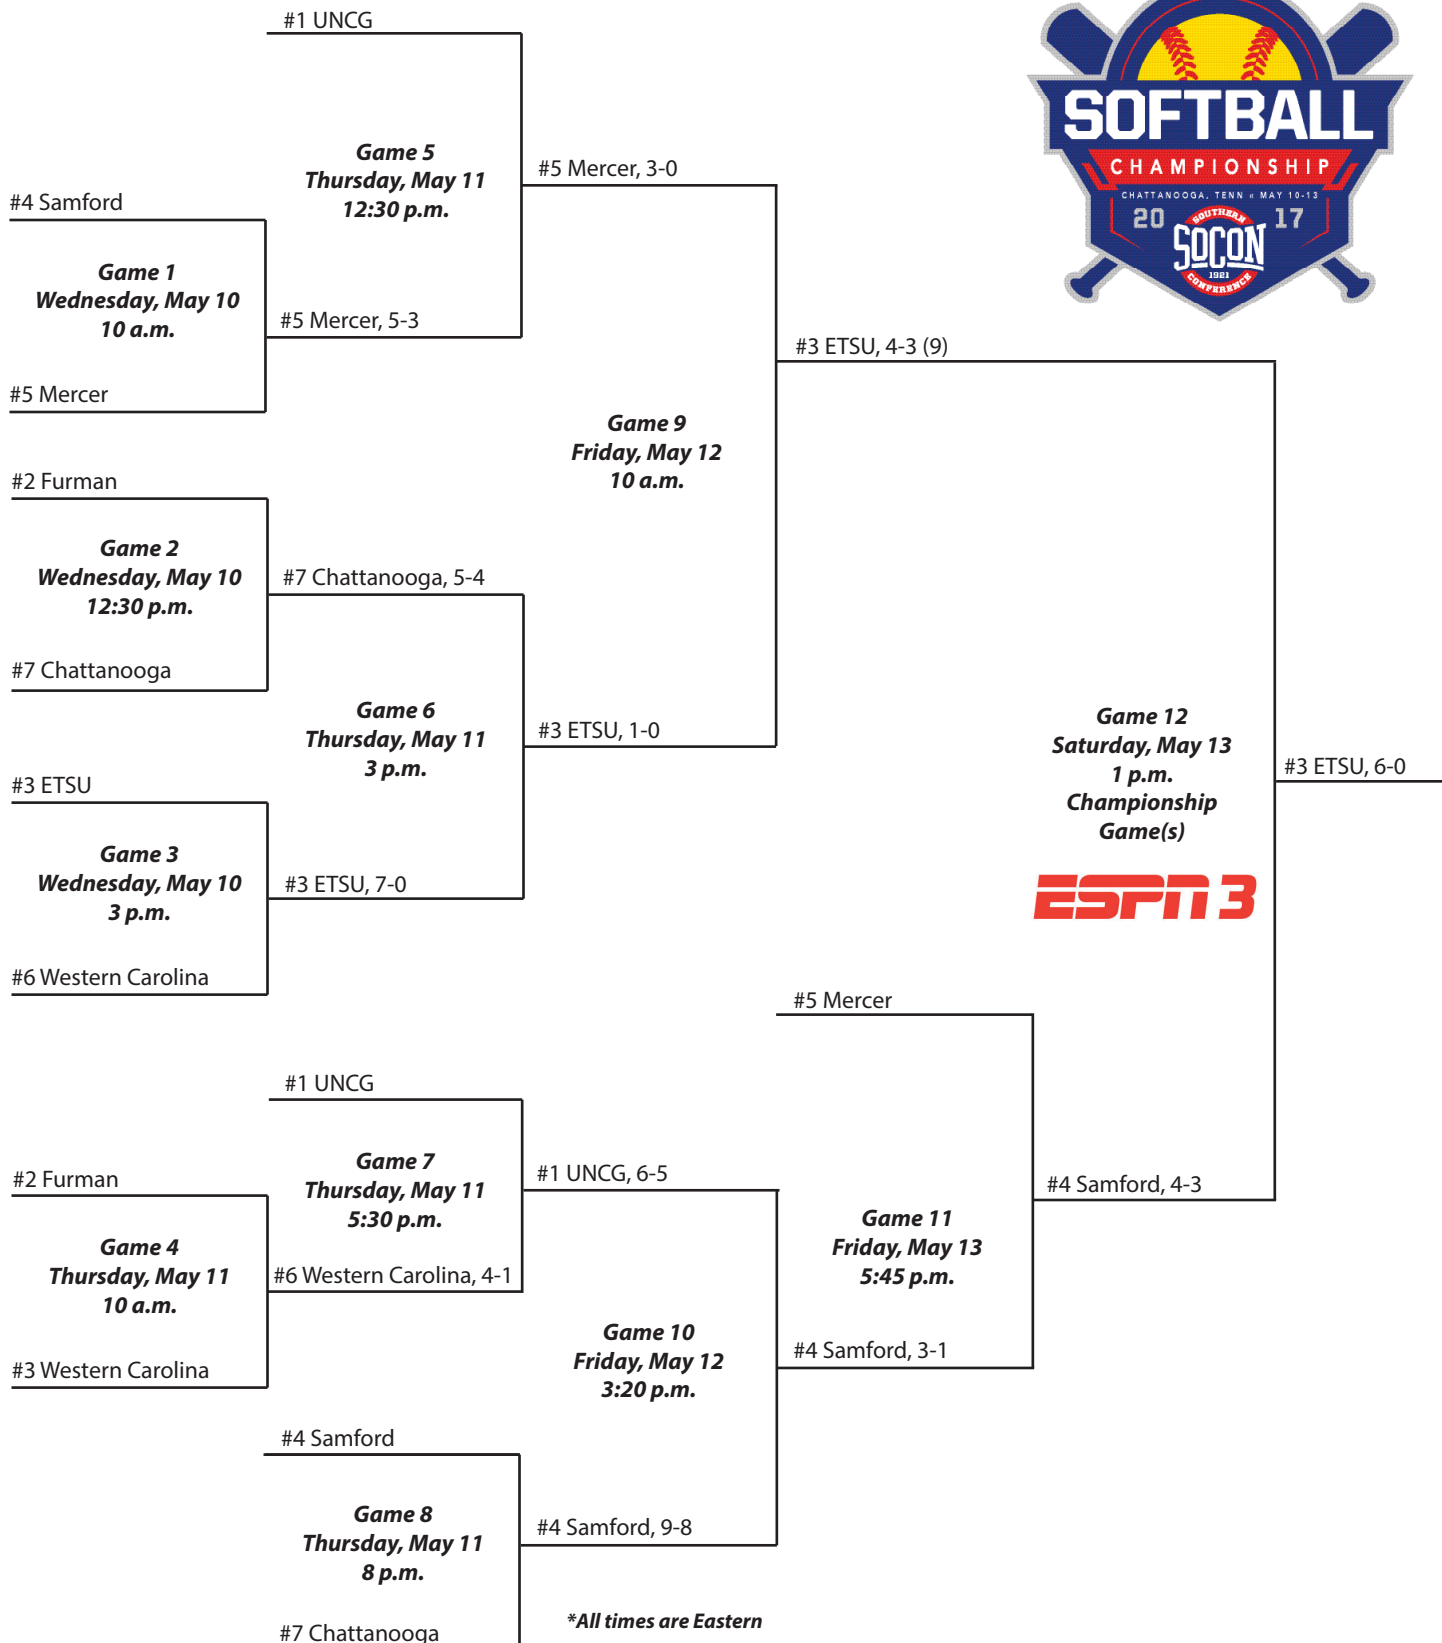 #1 UNCG
SOFTBALL
CHAMPIONSHIP
CHATTANOOGA, TENN « MAY 10-13
20 17
SOUTHERN
SOCON
1921
CONFERENCE
Game 5
Thursday, May 11
12:30 p.m.
#5 Mercer, 3-0
#4 Samford
Game 1
Wednesday, May 10
10 a.m.
#5 Mercer, 5-3
#5 Mercer
#3 ETSU, 4-3 (9)
Game 9
Friday, May 12
10 a.m.
#2 Furman
Game 2
Wednesday, May 10
12:30 p.m.
#7 Chattanooga, 5-4
#7 Chattanooga
Game 6
Thursday, May 11
3 p.m.
#3 ETSU, 1-0
Game 12
Saturday, May 13
1 p.m.
Championship
Game(s)
#3 ETSU, 6-0
#3 ETSU
Game 3
Wednesday, May 10
3 p.m.
#3 ETSU, 7-0
ESPN 3
#6 Western Carolina
#5 Mercer
#1 UNCG
Game 7
Thursday, May 11
5:30 p.m.
#1 UNCG, 6-5
#2 Furman
Game 4
Thursday, May 11
10 a.m.
#6 Western Carolina, 4-1
#3 Western Carolina
Game 11
Friday, May 13
5:45 p.m.
#4 Samford, 4-3
Game 10
Friday, May 12
3:20 p.m.
#4 Samford, 3-1
#4 Samford
Game 8
Thursday, May 11
8 p.m.
#4 Samford, 9-8
#7 Chattanooga
*All times are Eastern